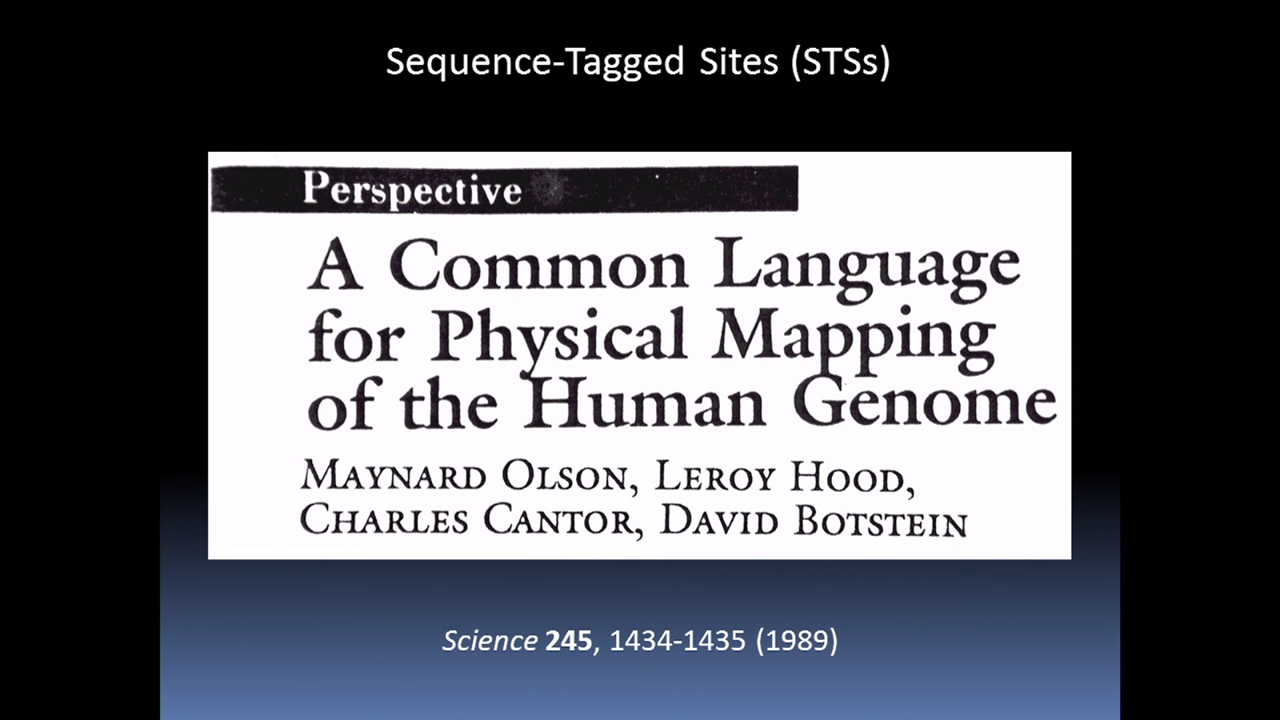 Sequence-Tagged Sites (STSs)
Perspective
A Common Language
for Physical Mapping
of the Human Genome
MAYNARD OLSON, LEROY HOOD,
CHARLES CANTOR, DAVID BOTSTEIN
Science 245, 1434-1435 (1989)